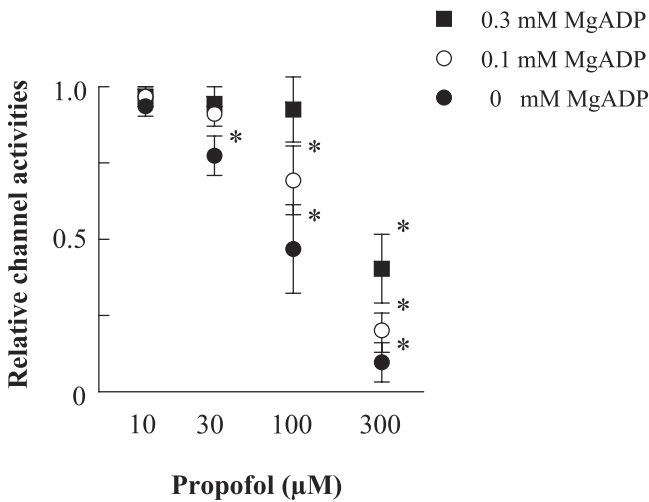 0.3 mM MgADP
0.1 mM MgADP
0 mM MgADP
Relative channel activities
1.0
0.5
0
*
*
*
*
*
*
10 30 100 300
Propofol (µM)